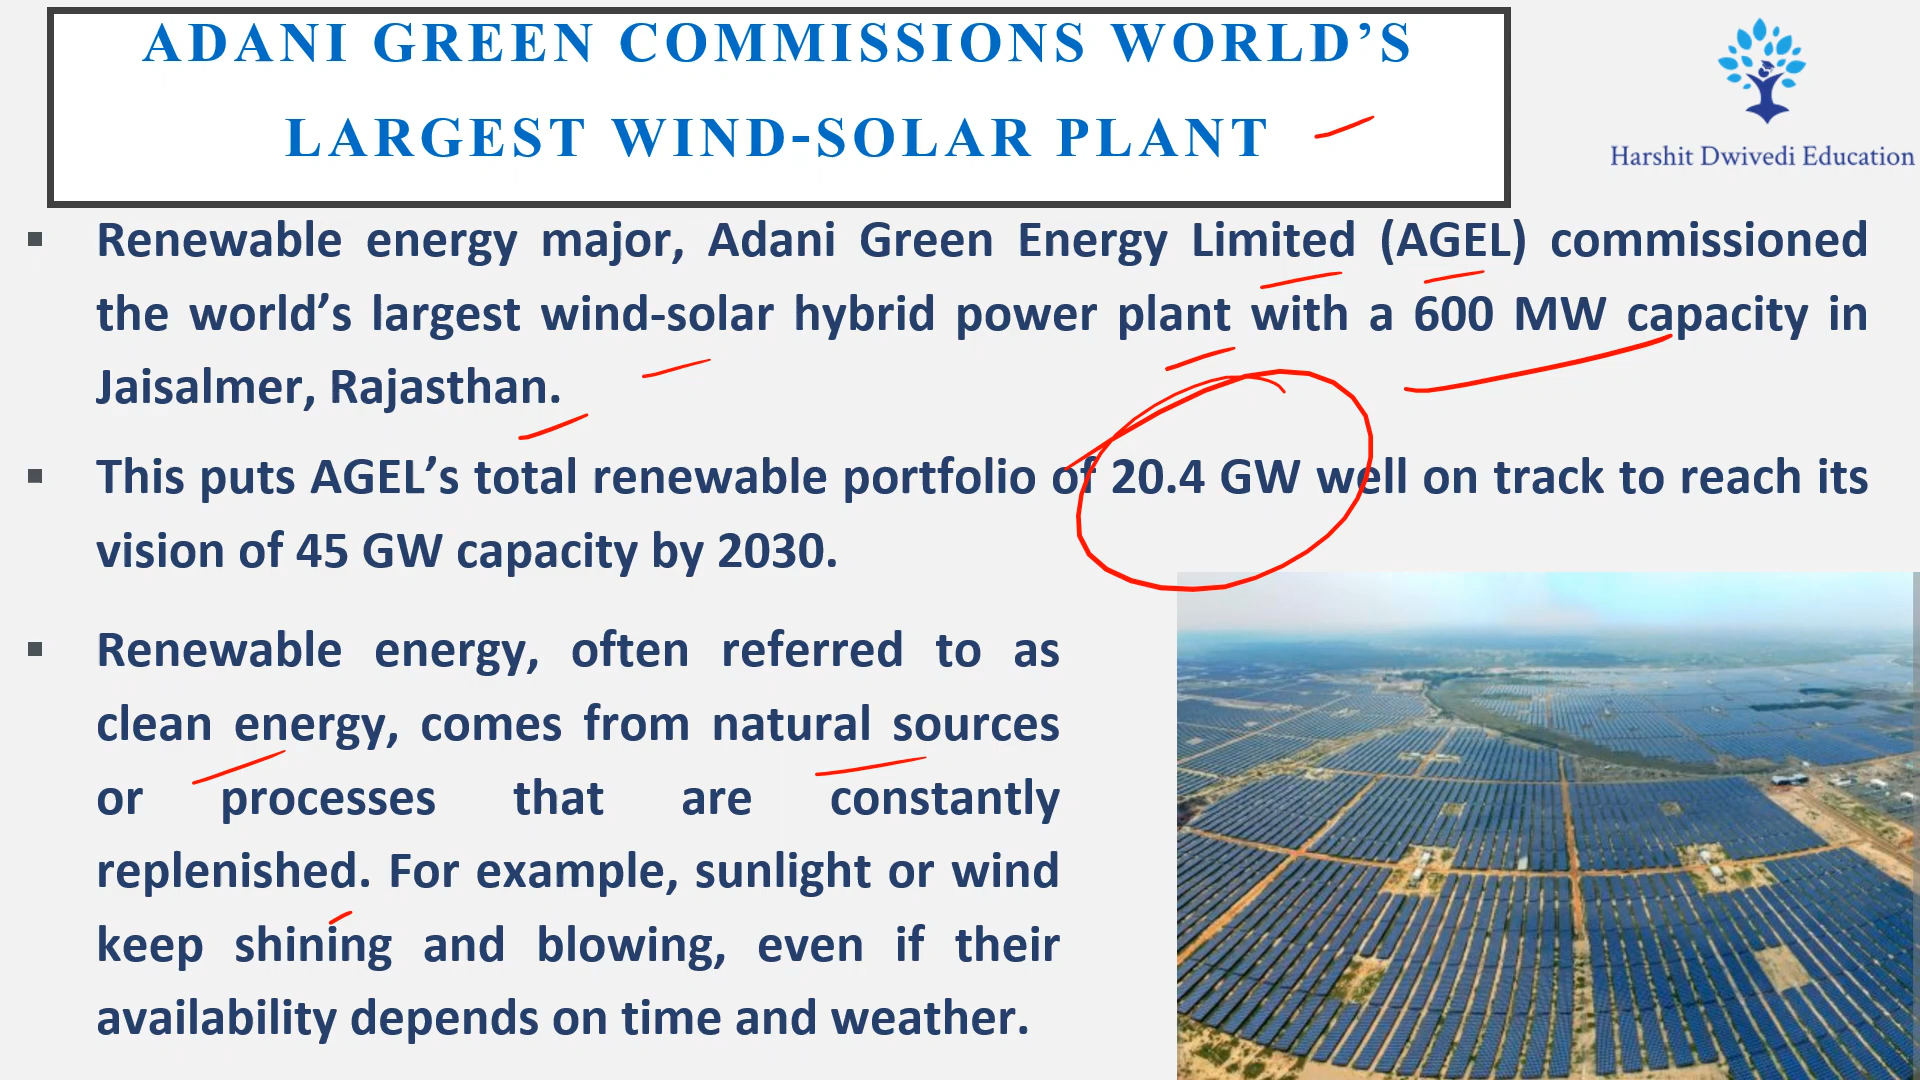 ADANI GREEN COMMISSIONS WORLD’S
LARGEST WIND-SOLAR PLANT
Harshit Dwivedi Education
▪ Renewable energy major, Adani Green Energy Limited (AGEL) commissioned
the world’s largest wind-solar hybrid power plant with a 600 MW capacity in
Jaisalmer, Rajasthan.
▪ This puts AGEL’s total renewable portfolio of 20.4 GW well on track to reach its
vision of 45 GW capacity by 2030.
▪ Renewable energy, often referred to as
clean energy, comes from natural sources
or processes that are constantly
replenished. For example, sunlight or wind
keep shining and blowing, even if their
availability depends on time and weather.